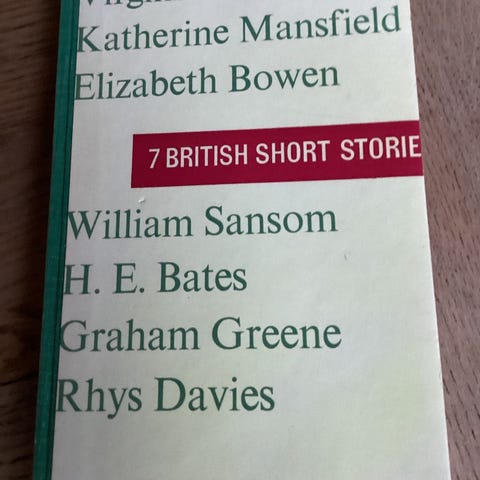 Katherine Mansfield
Elizabeth Bowen
7 BRITISH SHORT STORIE
William Sansom
H. E. Bates
Graham Greene
Rhys Davies